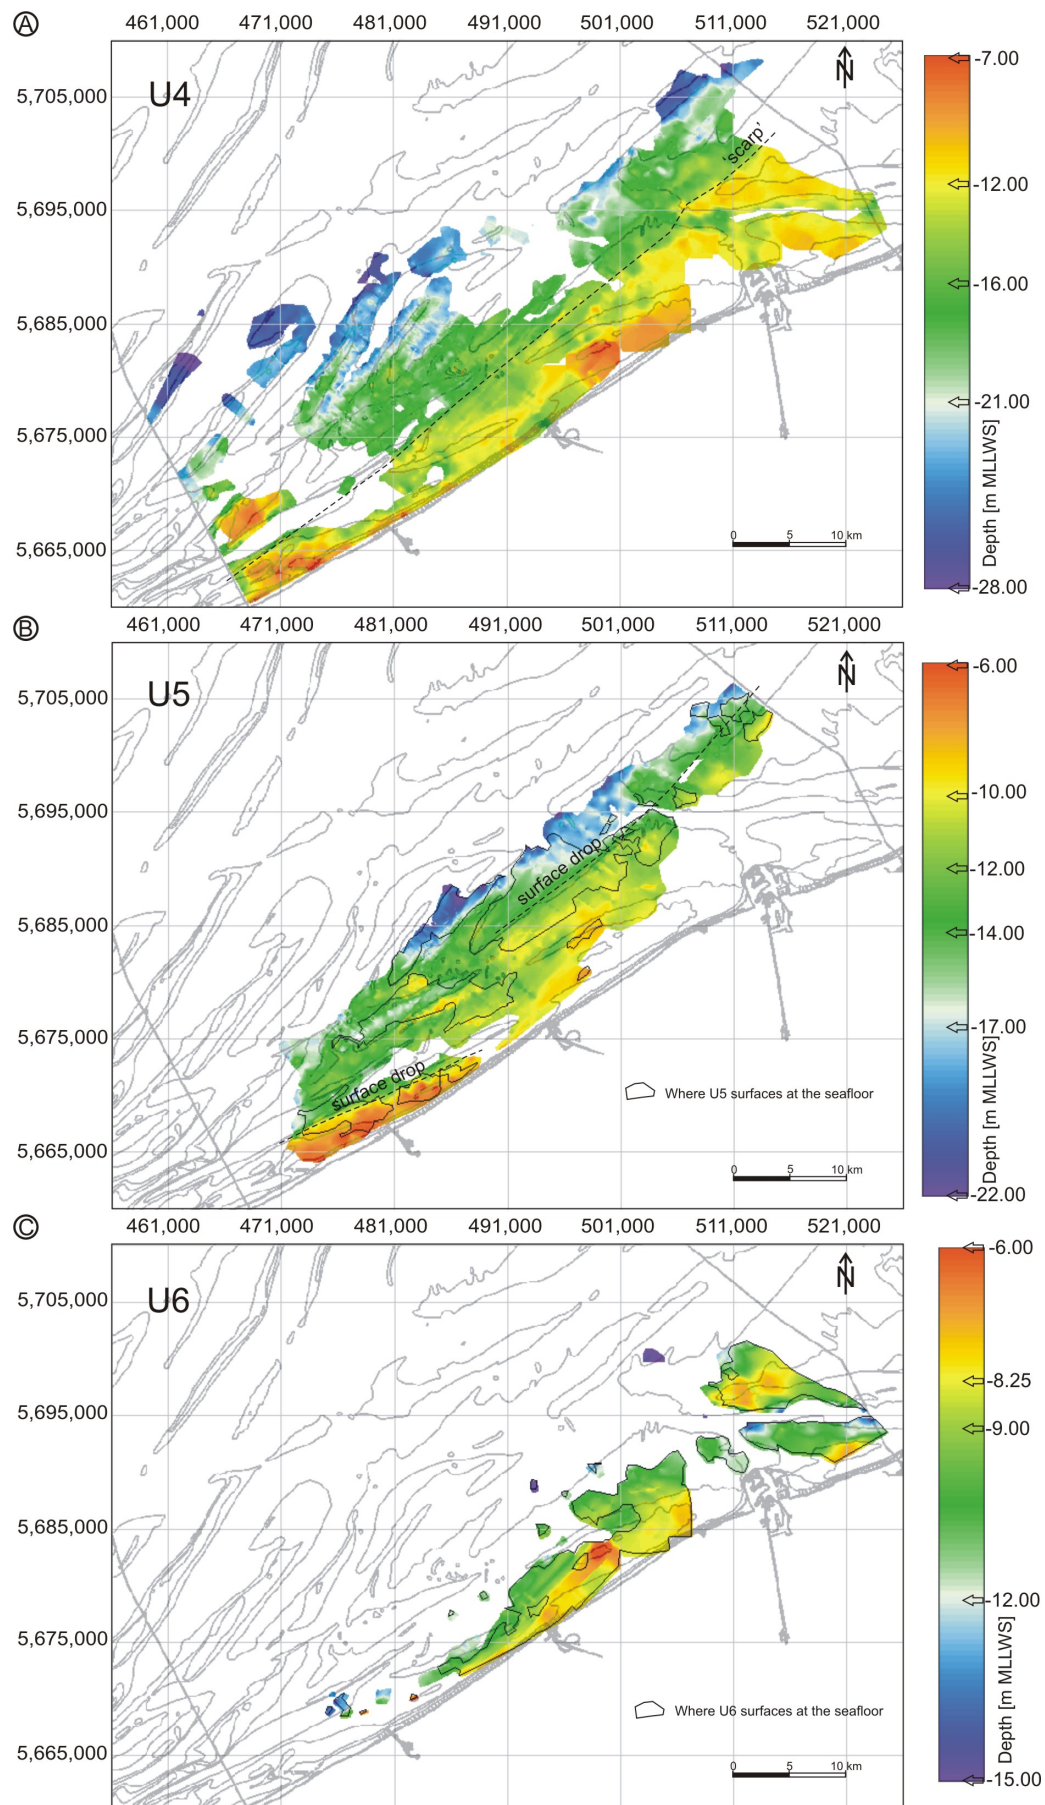 A
461,000 471,000 481,000 491,000 501,000 511,000 521,000
U4
N
5,705,000
5,695,000
5,685,000
5,675,000
5,665,000
'scarp'
0 5 10 km
-7.00
-12.00
-16.00
-21.00
-28.00
Depth [m MLLWS]
B
461,000 471,000 481,000 491,000 501,000 511,000 521,000
U5
N
5,705,000
5,695,000
5,685,000
5,675,000
5,665,000
surface drop
surface drop
Where U5 surfaces at the seafloor
0 5 10 km
-6.00
-10.00
-12.00
-14.00
-17.00
-22.00
Depth [m MLLWS]
C
461,000 471,000 481,000 491,000 501,000 511,000 521,000
U6
N
5,705,000
5,695,000
5,685,000
5,675,000
5,665,000
Where U6 surfaces at the seafloor
0 5 10 km
-6.00
-8.25
-9.00
-12.00
-15.00
Depth [m MLLWS]